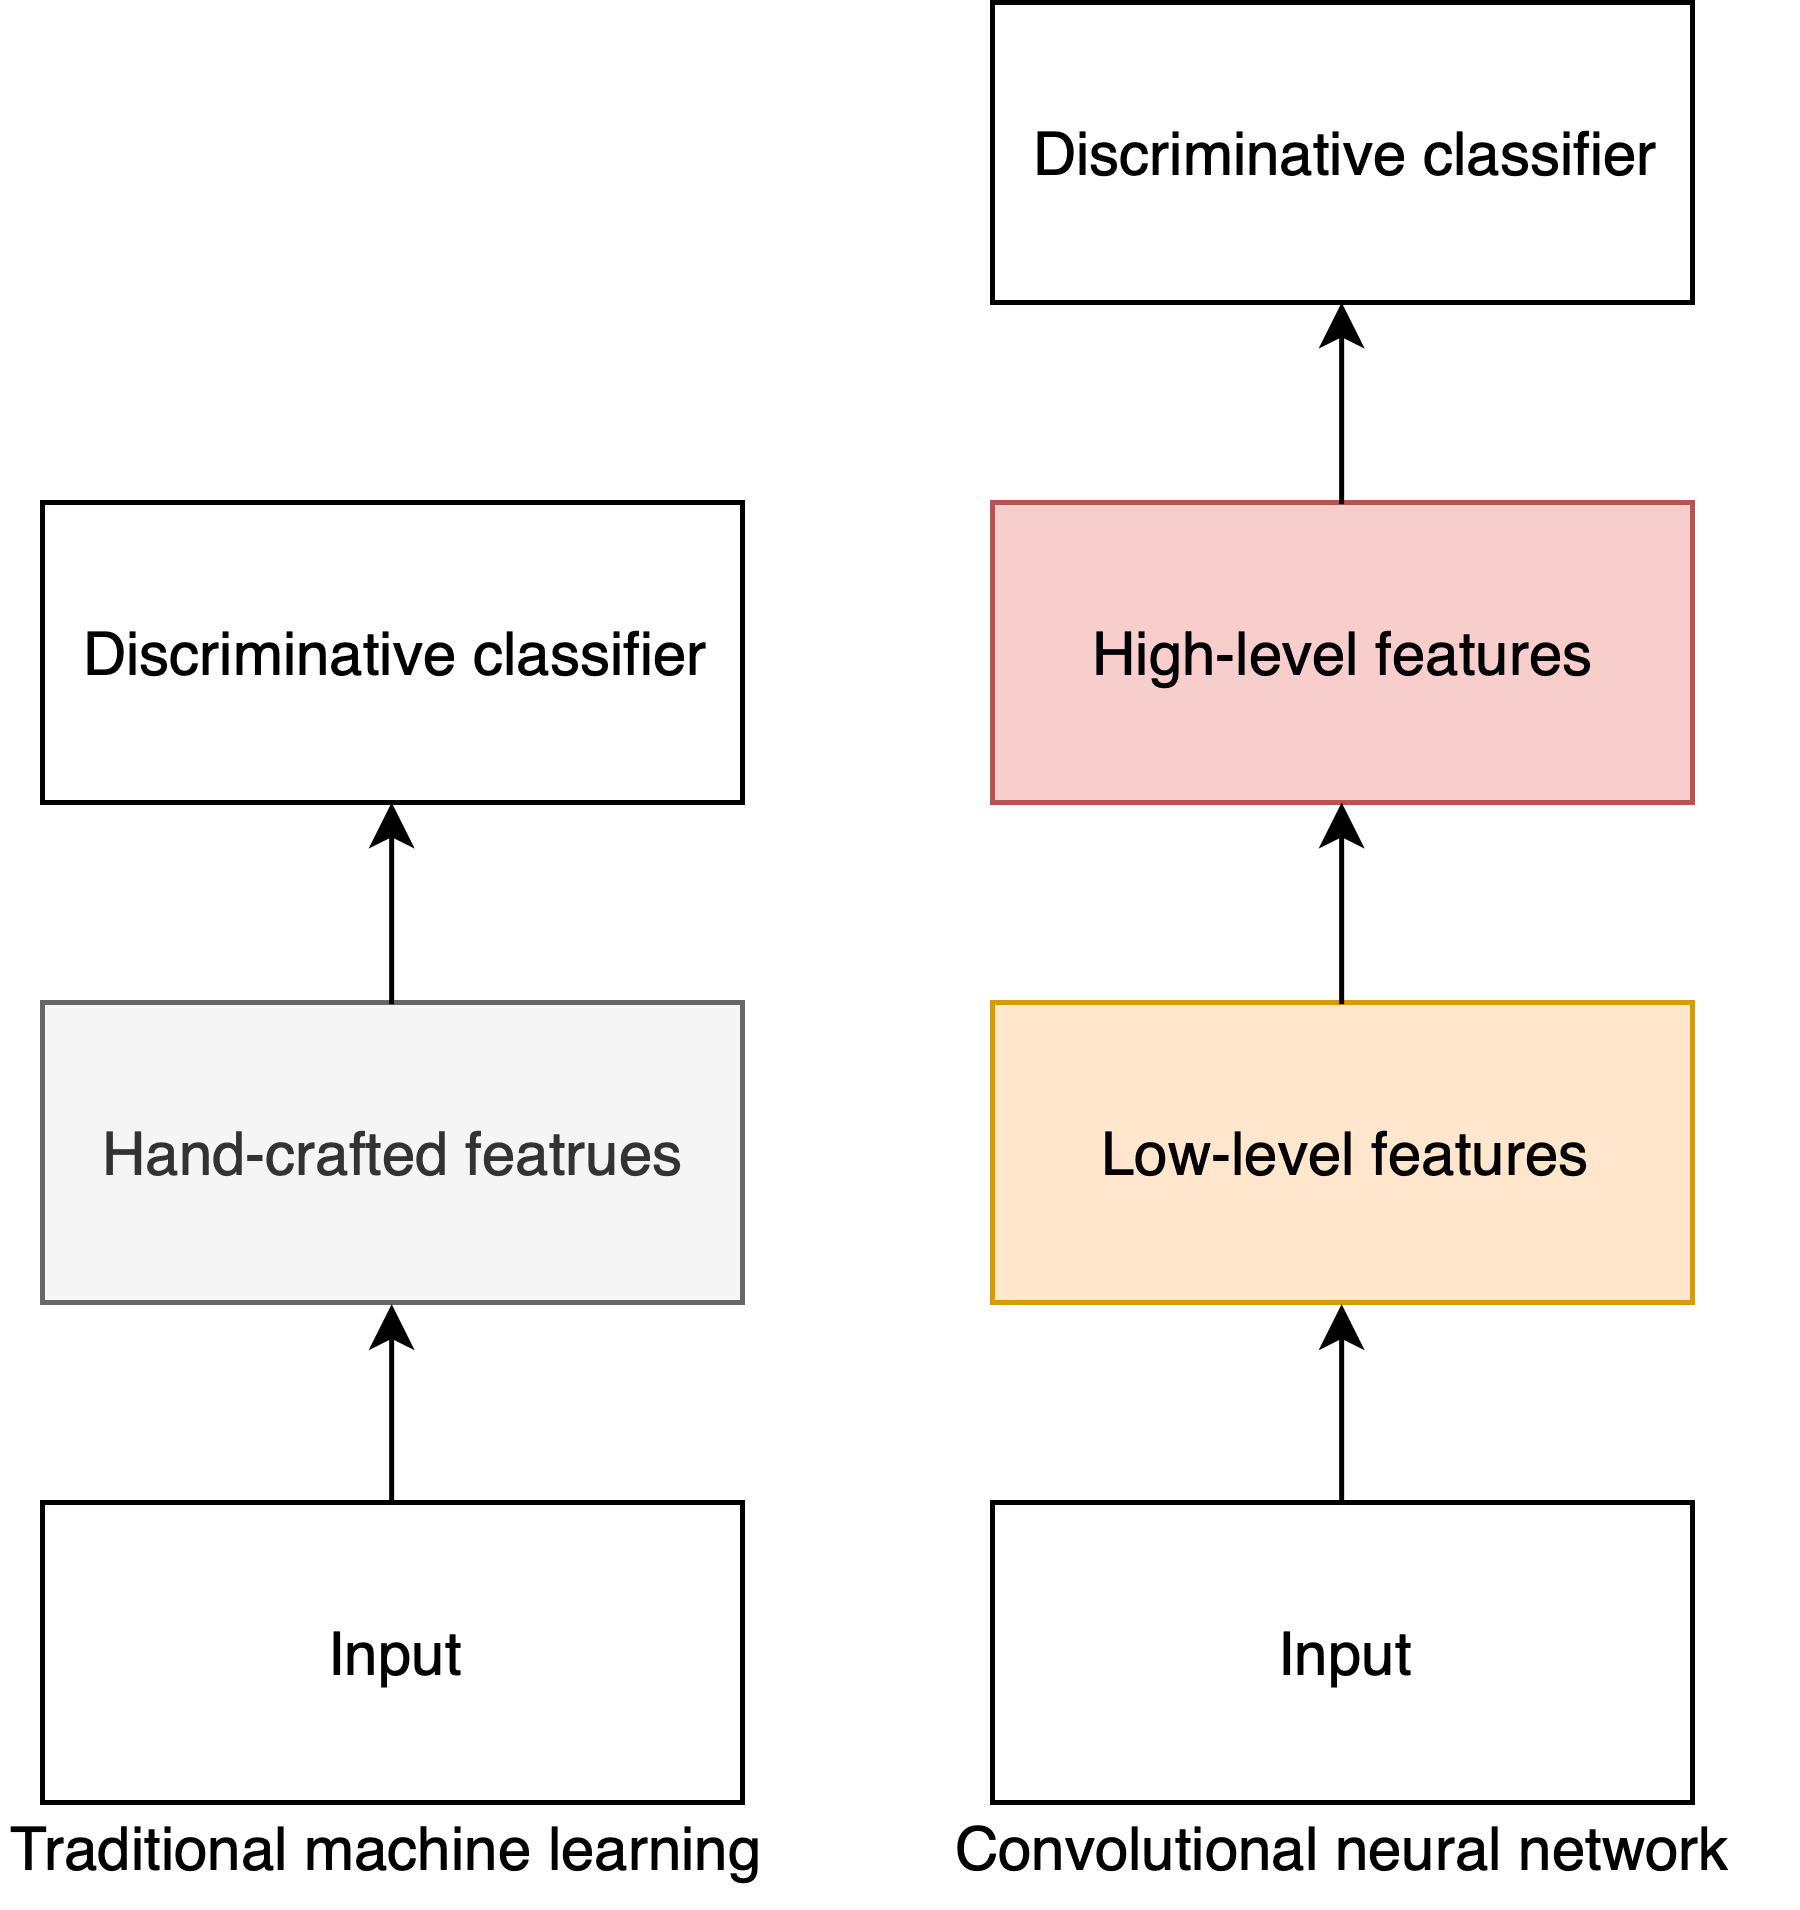 Discriminative classifier
High-level features
Low-level features
Input
Convolutional neural network
Discriminative classifier
Hand-crafted featrues
Input
Traditional machine learning